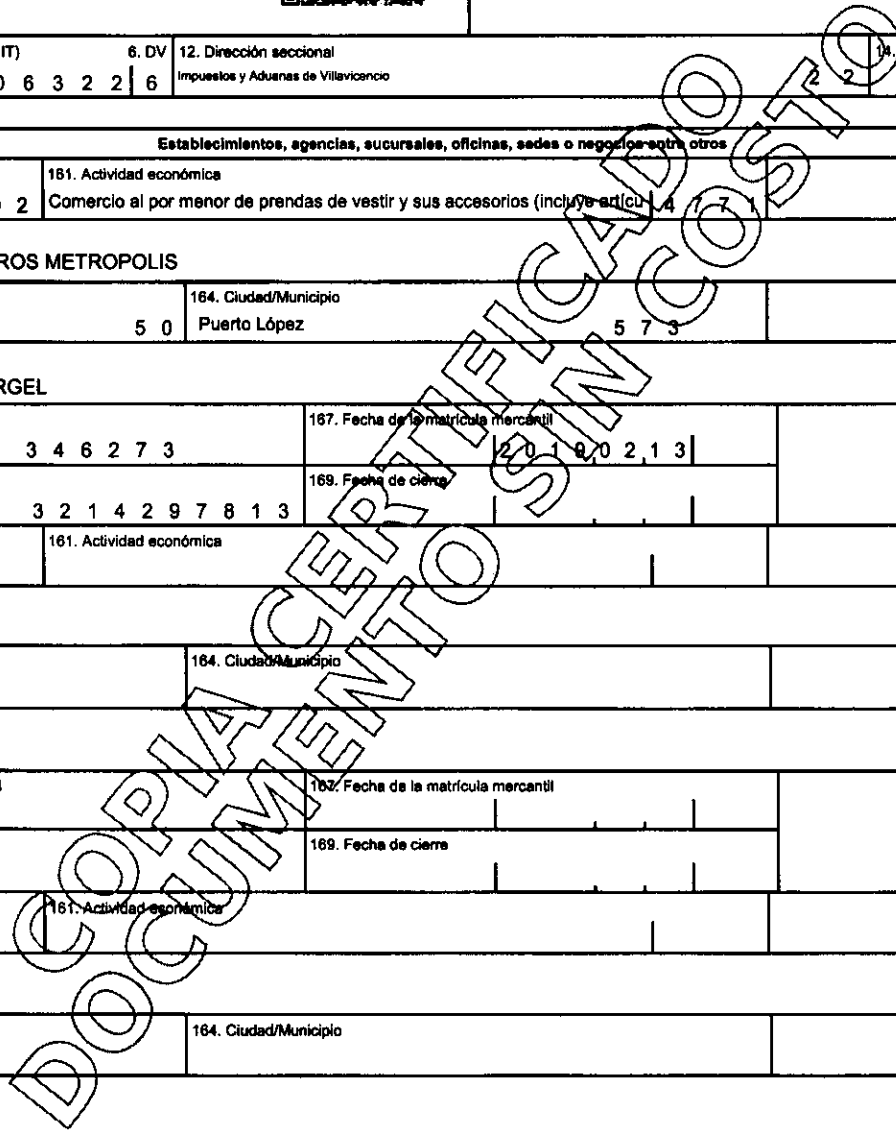 IT) 6. DV 12. Dirección seccional 14.
0 6 3 2 2 6 Impuestos y Aduanas de Villavicencio 2 2
Establecimientos, agencias, sucursales, oficinas, sedes o negocios entre otros
161. Actividad económica
2 Comercio al por menor de prendas de vestir y sus accesorios (incluye artícu 4 7 7 1
ROS METROPOLIS
164. Ciudad/Municipio
5 0 Puerto López 5 7 3
RGEL
167. Fecha de la matrícula mercantil
3 4 6 2 7 3 2 0 1 9 0 2 1 3
169. Fecha de cierre
3 2 1 4 2 9 7 8 1 3
161. Actividad económica
164. Ciudad/Municipio
167. Fecha de la matrícula mercantil
169. Fecha de cierre
161. Actividad económica
164. Ciudad/Municipio
COPIA CERTIFICADO
DOCUMENTO SIN COSTO